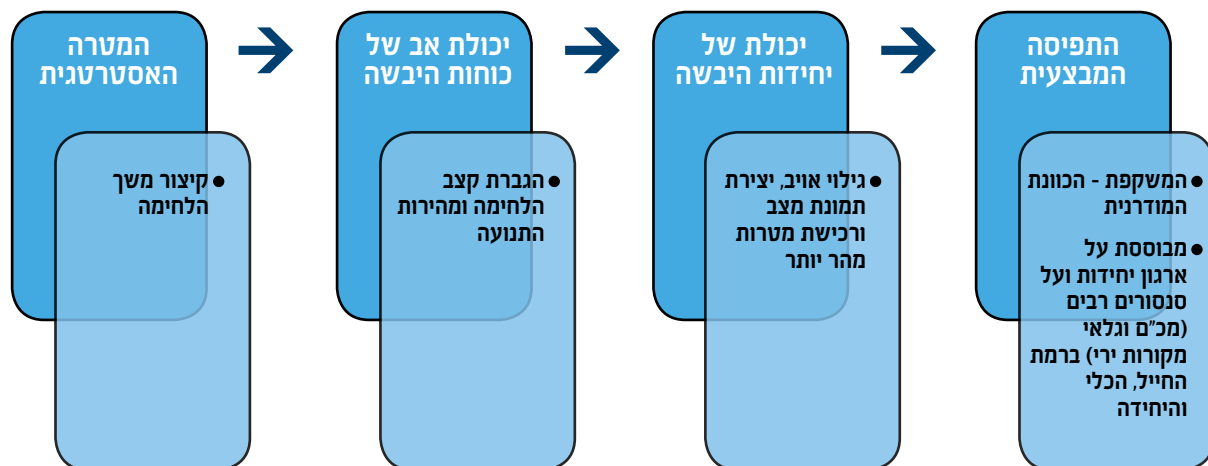 המטרה
האסטרטגית
• קיצור משך
הלחימה
יכולת אב של
כוחות היבשה
• הגברת קצב
הלחימה ומהירות
התנועה
יכולת של
יחידות היבשה
• גילוי אויב, יצירת
תמונת מצב
ורכישת מטרות
מהר יותר
התפיסה
המבצעית
• המשקפת - הכוונת
המודרנית
• מבוססת על
ארגון יחידות ועל
סנסורים רבים
(מכ"ם וגלאי
מקורות ירי) ברמת
החייל, הכלי
והיחידה